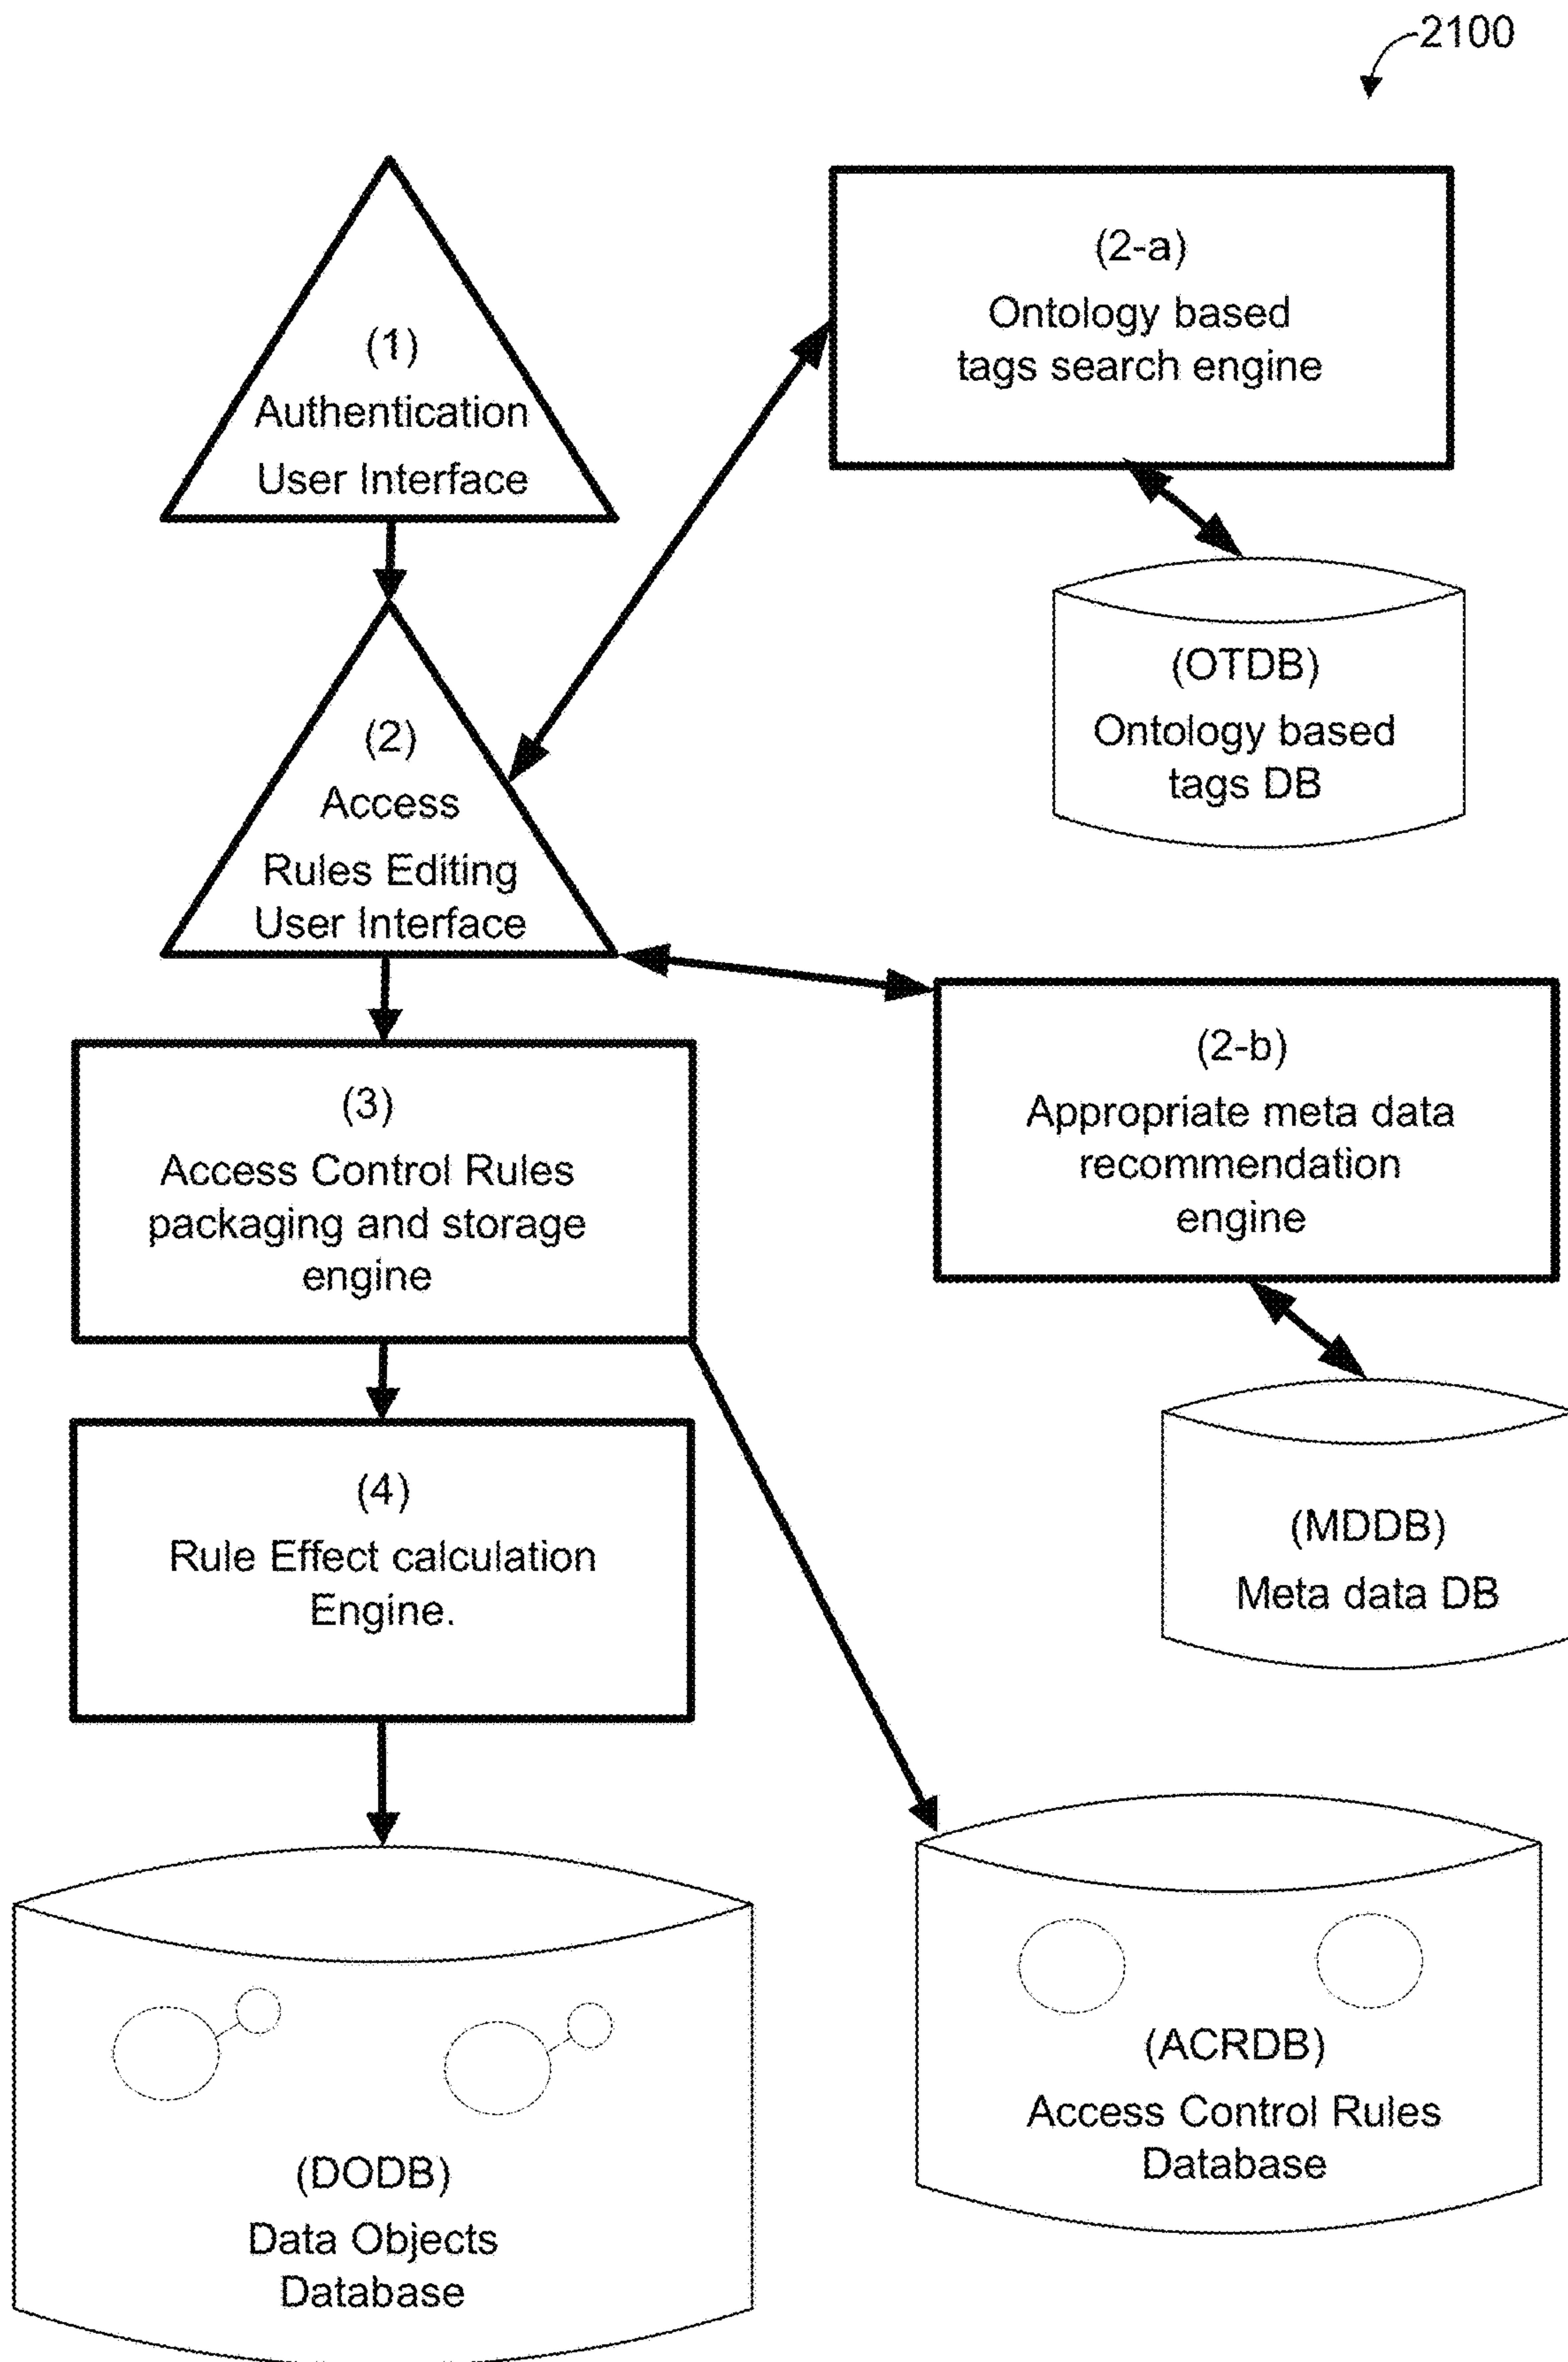 2100
(1)
Authentication
User Interface
(2-a)
Ontology based
tags search engine
(OTDB)
Ontology based
tags DB
(2)
Access
Rules Editing
User Interface
(2-b)
Appropriate meta data
recommendation
engine
(3)
Access Control Rules
packaging and storage
engine
(MDDB)
Meta data DB
(4)
Rule Effect calculation
Engine.
(ACRDB)
Access Control Rules
Database
(DODB)
Data Objects
Database